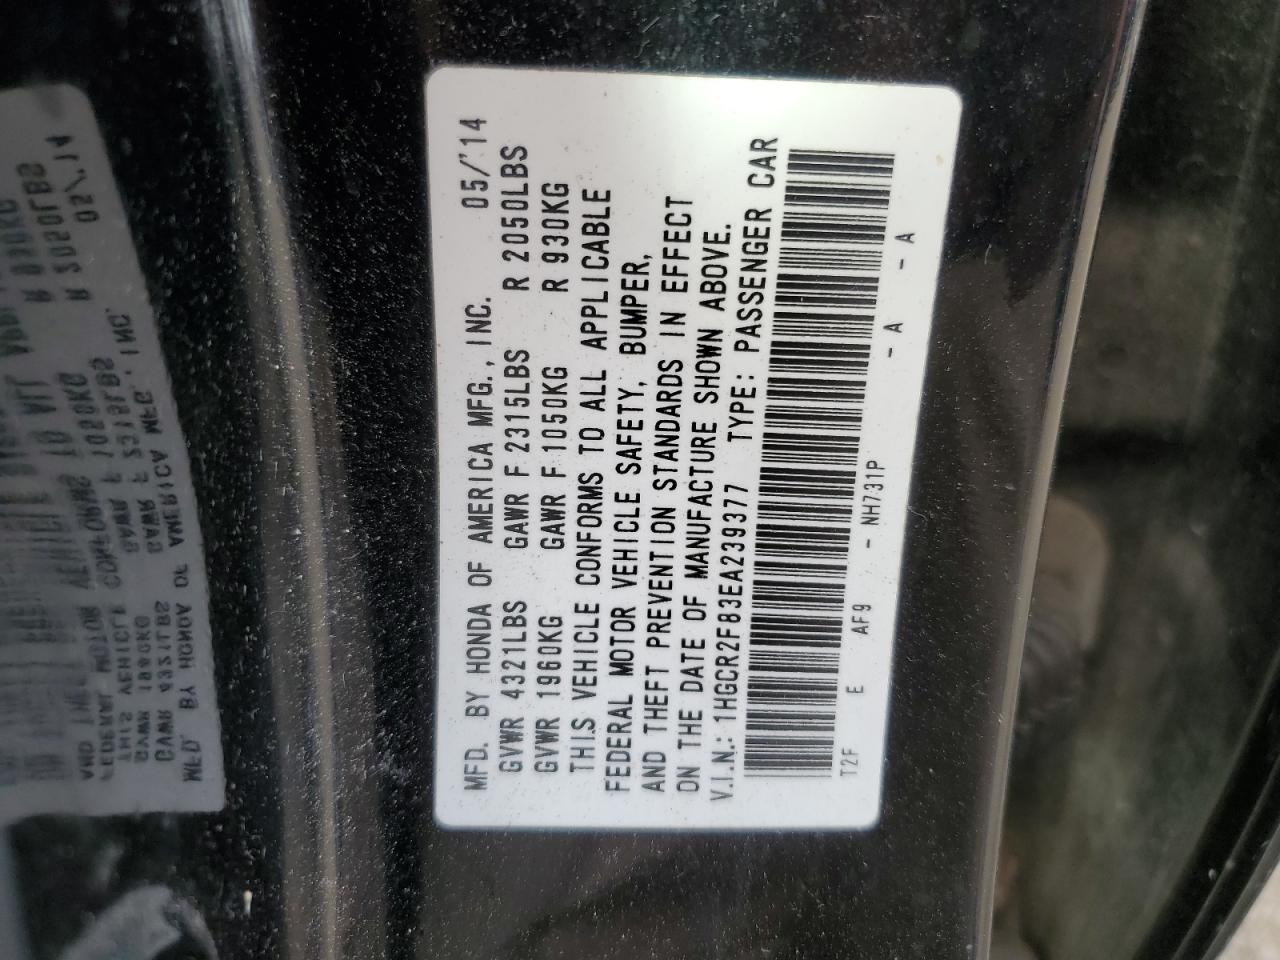 MFD. BY HONDA OF AMERICA MFG., INC. 05/'14
GVWR 4321LBS GAWR F 2315LBS R 2050LBS
GVWR 1960KG GAWR F 1050KG R 930KG
THIS VEHICLE CONFORMS TO ALL APPLICABLE
FEDERAL MOTOR VEHICLE SAFETY, BUMPER,
AND THEFT PREVENTION STANDARDS IN EFFECT
ON THE DATE OF MANUFACTURE SHOWN ABOVE.
V.I.N.: 1HGCR2F83EA239377 TYPE: PASSENGER CAR
T2F E AF9 - NH731P - A - A